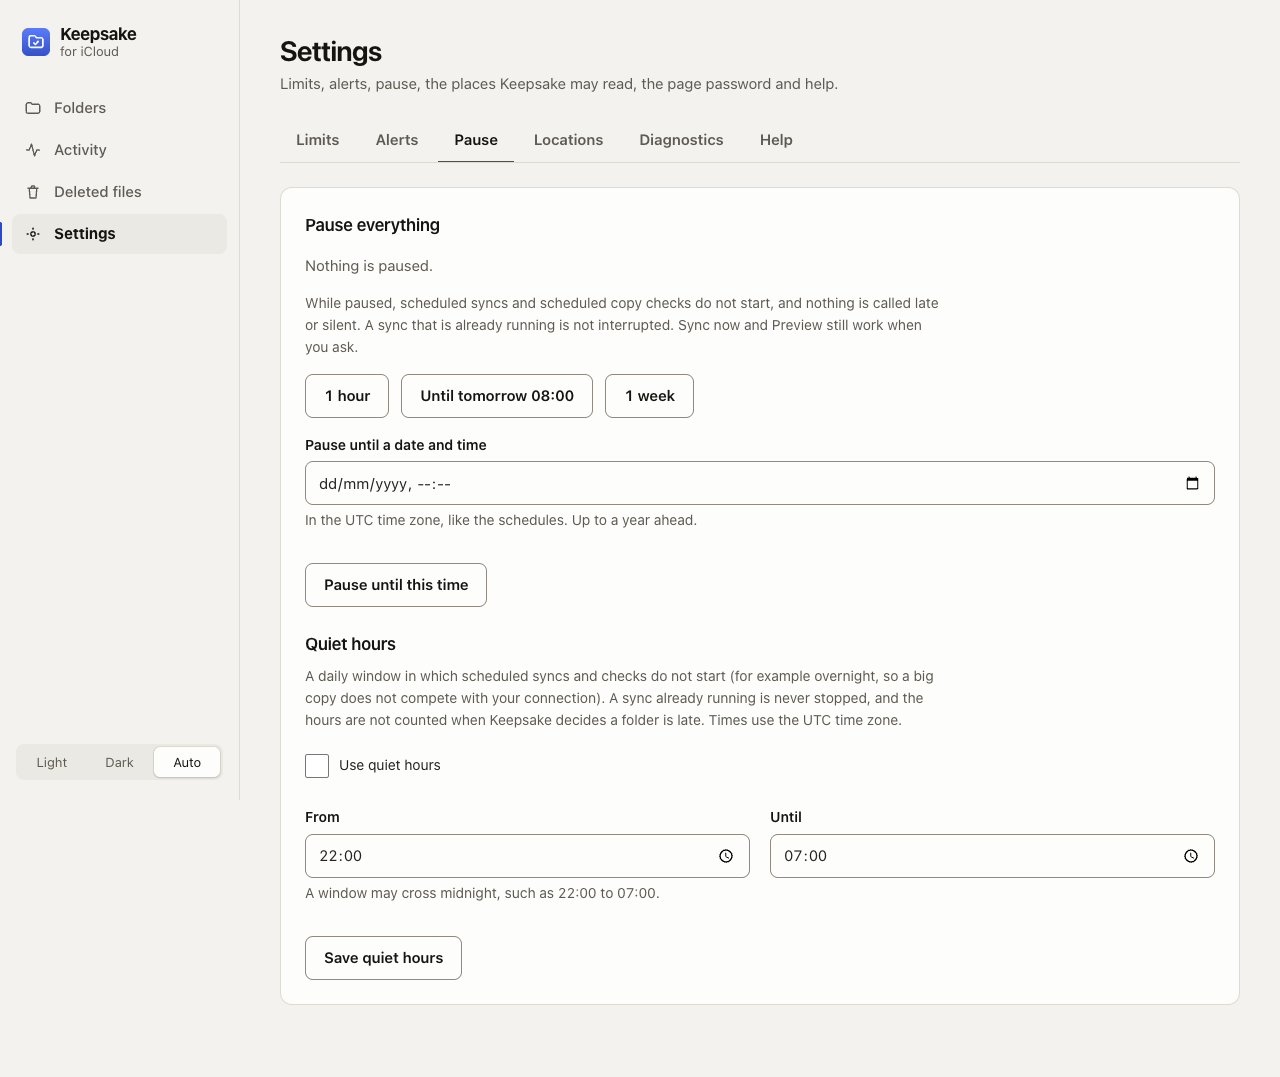 Keepsake
for iCloud
Folders
Activity
Deleted files
Settings
Light
Dark
Auto
Settings
Limits, alerts, pause, the places Keepsake may read, the page password and help.
Limits
Alerts
Pause
Locations
Diagnostics
Help
Pause everything
Nothing is paused.
While paused, scheduled syncs and scheduled copy checks do not start, and nothing is called late
or silent. A sync that is already running is not interrupted. Sync now and Preview still work when
you ask.
1 hour
Until tomorrow 08:00
1 week
Pause until a date and time
dd/mm/yyyy, --:--
In the UTC time zone, like the schedules. Up to a year ahead.
Pause until this time
Quiet hours
A daily window in which scheduled syncs and checks do not start (for example overnight, so a big
copy does not compete with your connection). A sync already running is never stopped, and the
hours are not counted when Keepsake decides a folder is late. Times use the UTC time zone.
Use quiet hours
From
Until
22:00
07:00
A window may cross midnight, such as 22:00 to 07:00.
Save quiet hours